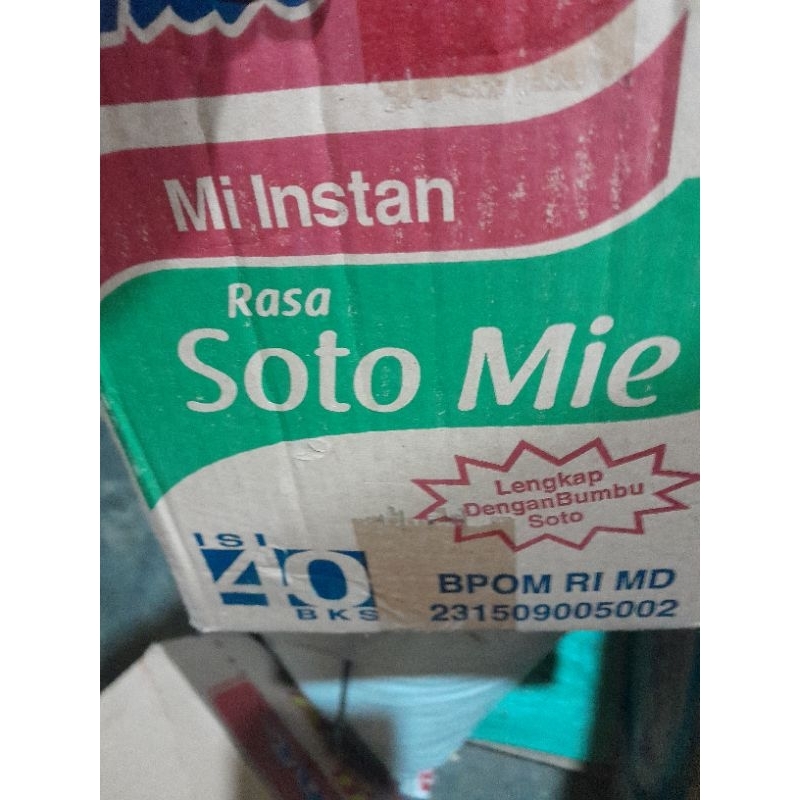 Mi Instan
Rasa
Soto Mie
Lengkap
DenganBumbu
Soto
ISI
40
BKS
BPOM RI MD
231509005002